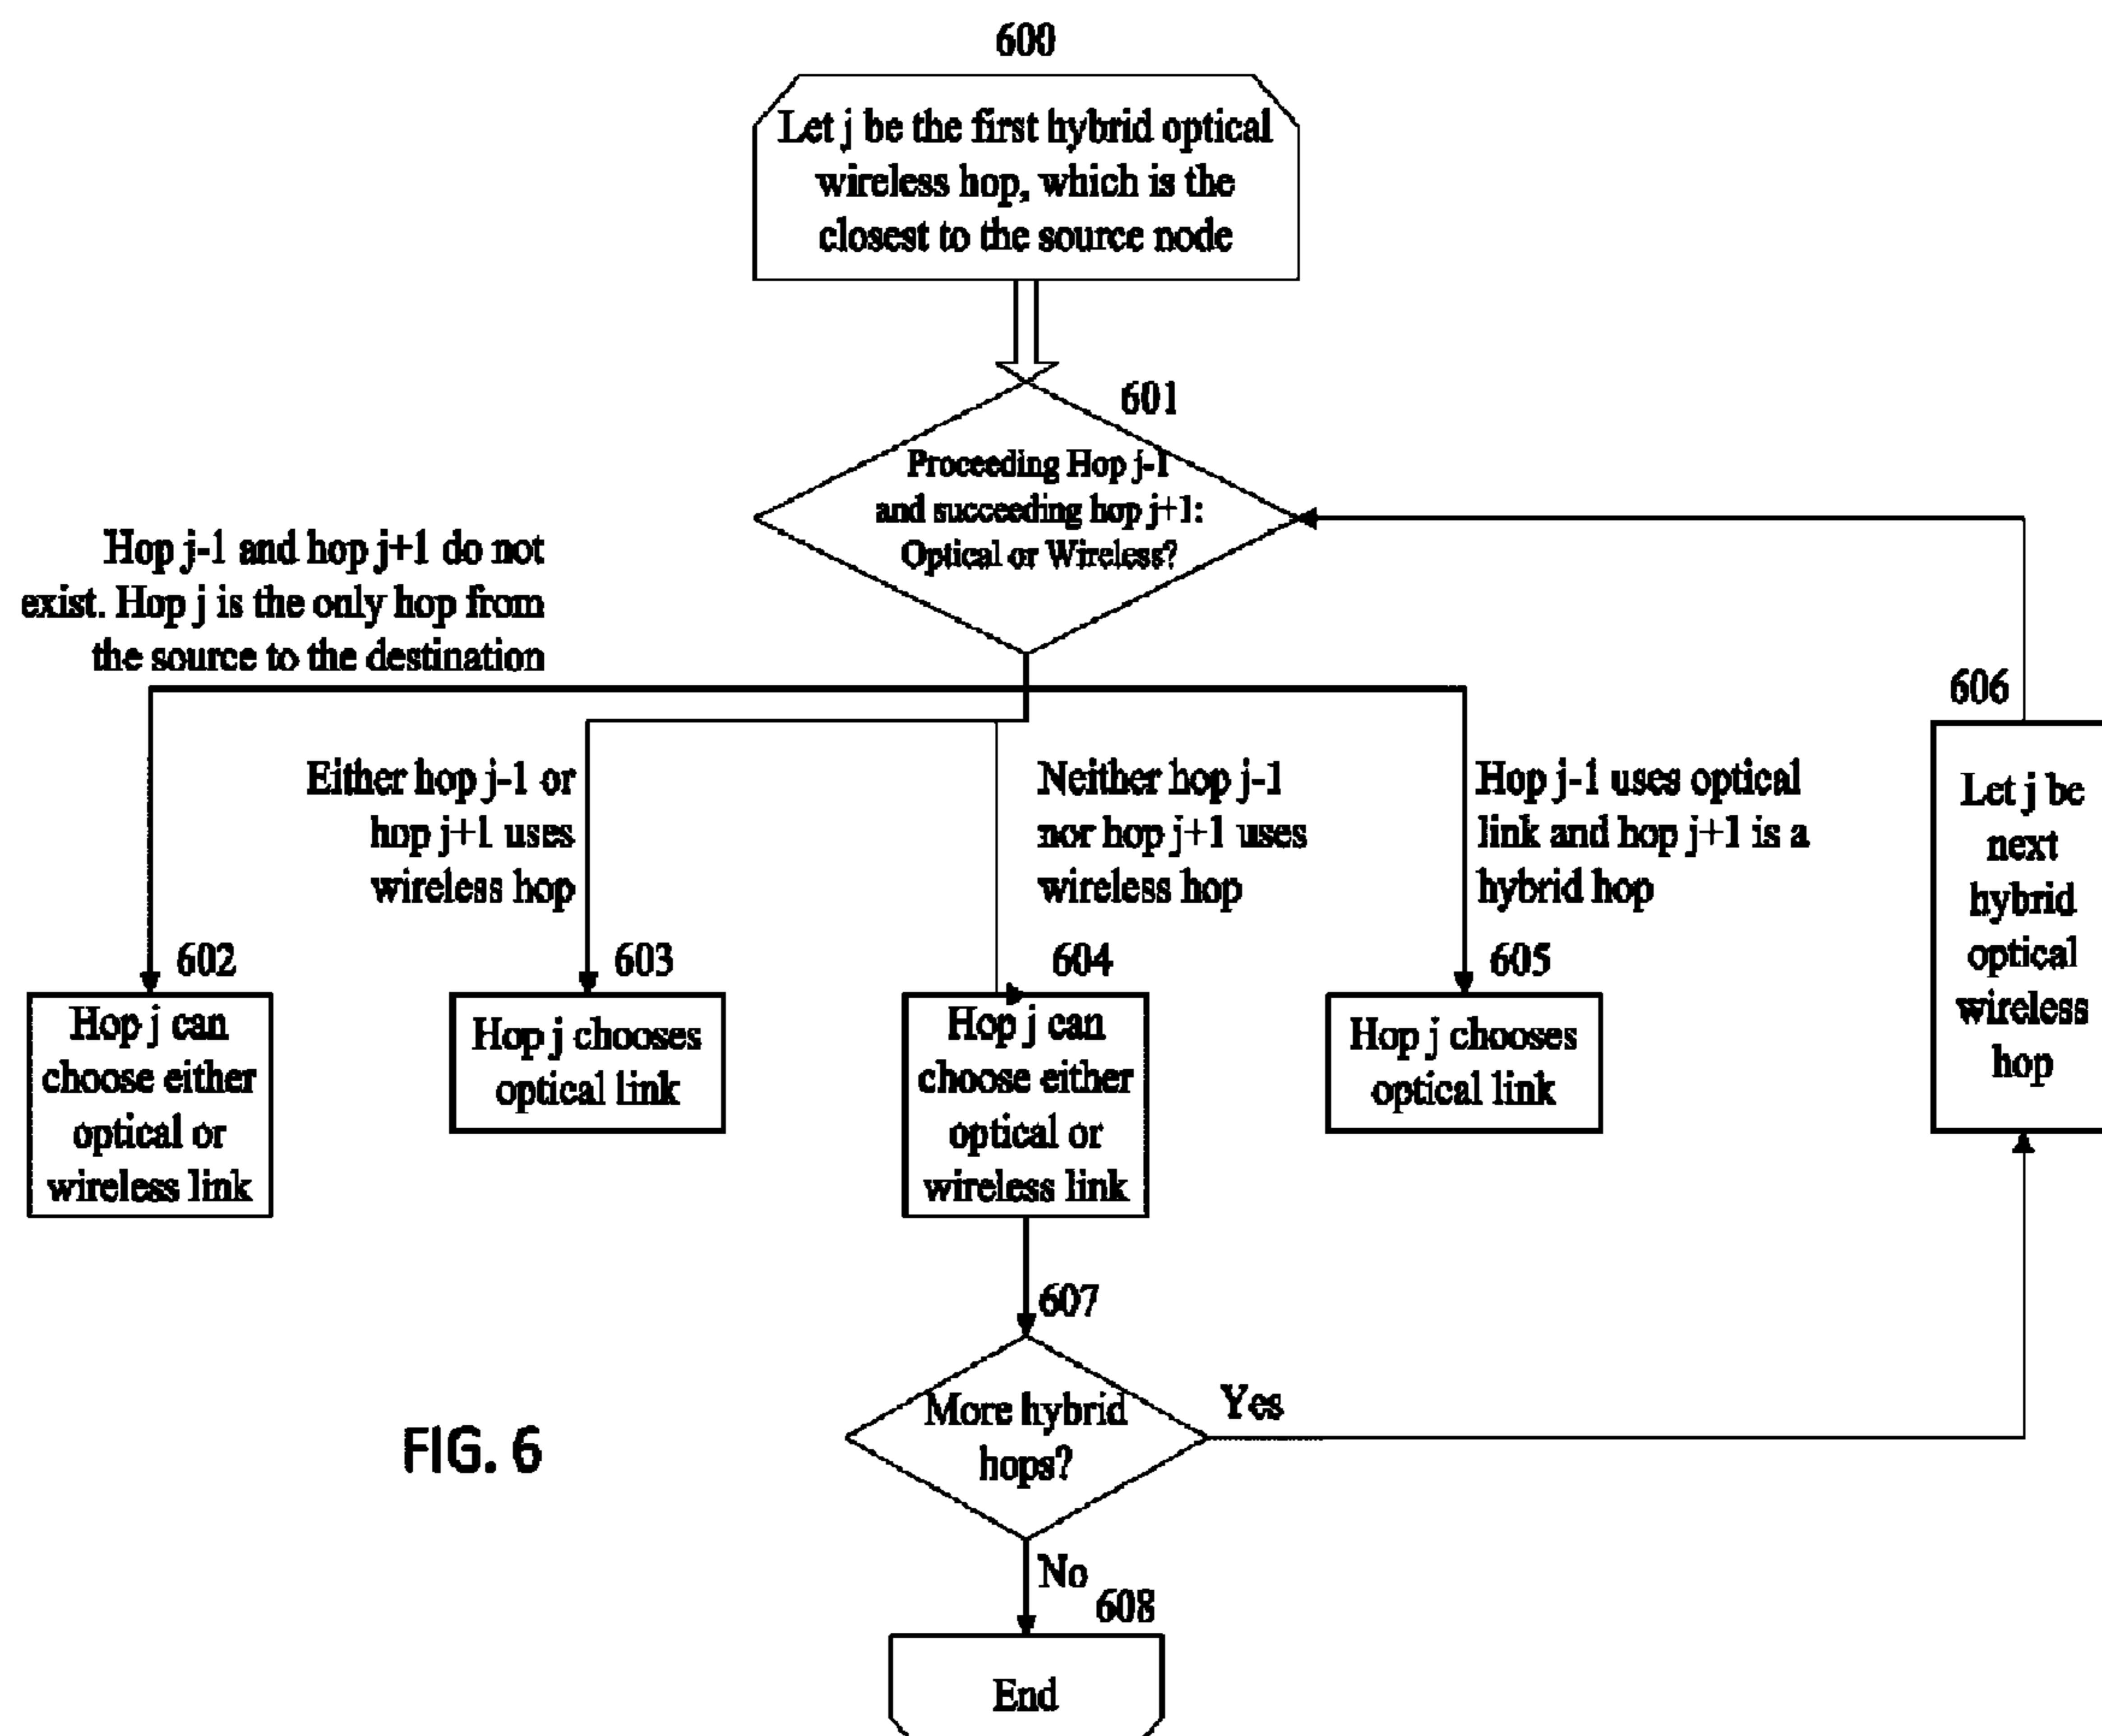 600
Let j be the first hybrid optical
wireless hop, which is the
closest to the source node
601
Proceeding Hop j-1
and succeeding hop j+1:
Optical or Wireless?
Hop j-1 and hop j+1 do not
exist. Hop j is the only hop from
the source to the destination
Either hop j-1 or
hop j+1 uses
wireless hop
Neither hop j-1
nor hop j+1 uses
wireless hop
Hop j-1 uses optical
link and hop j+1 is a
hybrid hop
606
Let j be
next
hybrid
optical
wireless
hop
602
Hop j can
choose either
optical or
wireless link
603
Hop j chooses
optical link
604
Hop j can
choose either
optical or
wireless link
605
Hop j chooses
optical link
607
More hybrid
hops?
Yes
No
608
End
FIG. 6